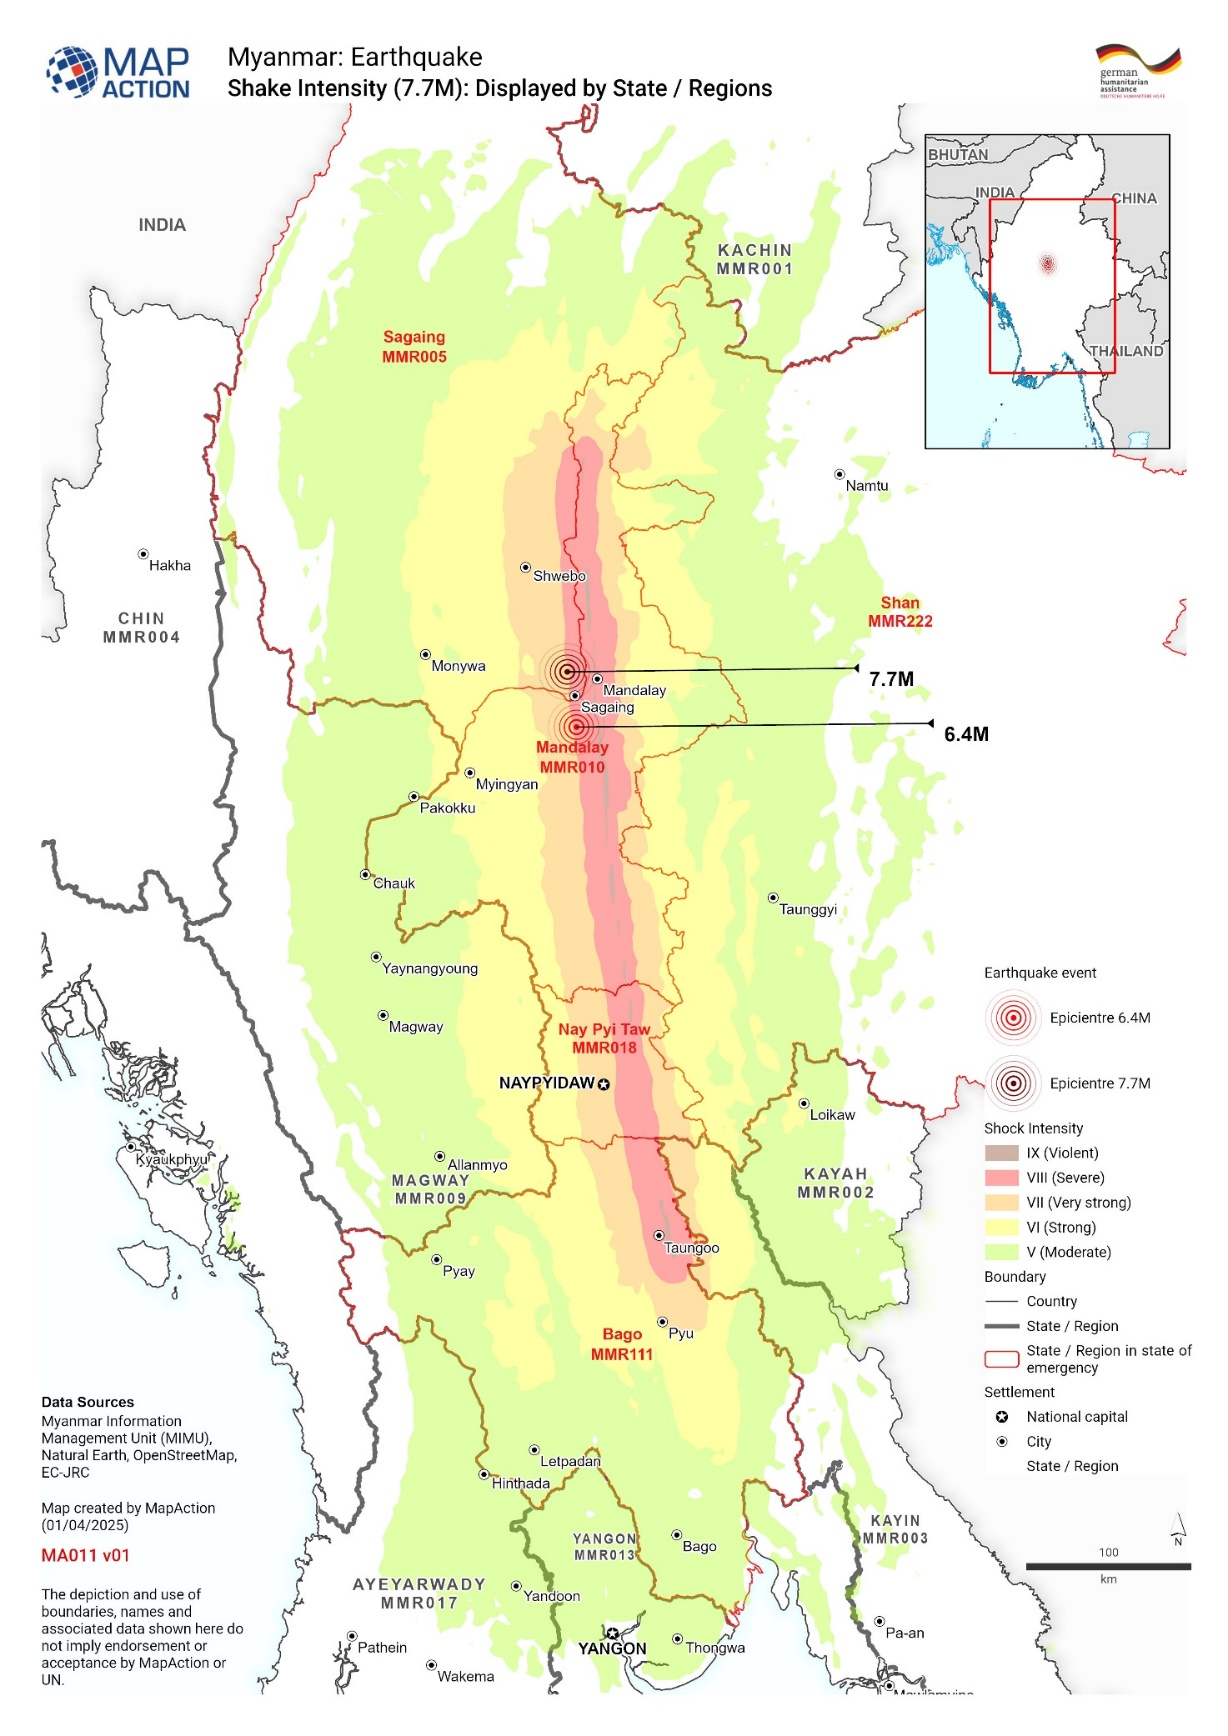 MAP
ACTION
Myanmar: Earthquake
Shake Intensity (7.7M): Displayed by State / Regions
german
humanitarian
assistance
DEUTSCHE HUMANITÄRE HILFE
BHUTAN
INDIA
CHINA
THAILAND
INDIA
KACHIN
MMR001
Sagaing
MMR005
Namtu
Hakha
Shwebo
CHIN
MMR004
Shan
MMR222
Monywa
7.7M
Mandalay
Sagaing
6.4M
Mandalay
MMR010
Myingyan
Pakokku
Chauk
Taunggyi
Yaynangyoung
Magway
Nay Pyi Taw
MMR018
NAYPYIDAW
Loikaw
Kyaukphyu
Allanmyo
MAGWAY
MMR009
KAYAH
MMR002
Taungoo
Pyay
Pyu
Bago
MMR111
Letpadan
Hinthada
YANGON
MMR013
Bago
KAYIN
MMR003
AYEYARWADY
MMR017
Yandoon
Pathein
YANGON
Thongwa
Pa-an
Wakema
Mawlamyine
Earthquake event
Epicientre 6.4M
Epicientre 7.7M
Shock Intensity
IX (Violent)
VIII (Severe)
VII (Very strong)
VI (Strong)
V (Moderate)
Boundary
Country
State / Region
State / Region in state of
emergency
Settlement
National capital
City
State / Region
N
100
km
Data Sources
Myanmar Information
Management Unit (MIMU),
Natural Earth, OpenStreetMap,
EC-JRC
Map created by MapAction
(01/04/2025)
MA011 v01
The depiction and use of
boundaries, names and
associated data shown here do
not imply endorsement or
acceptance by MapAction or
UN.